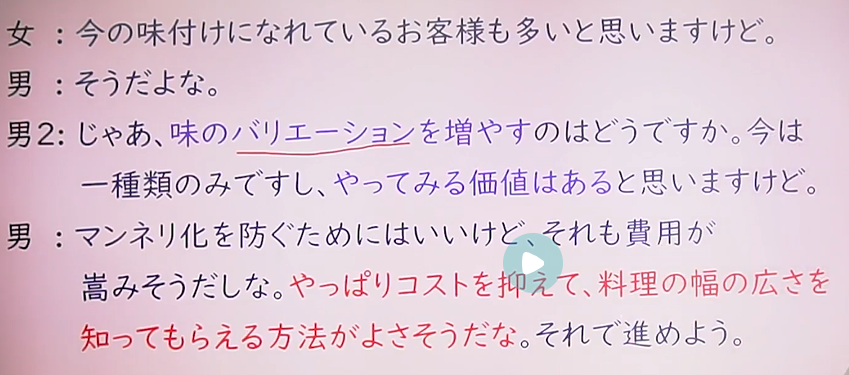 女 ：今の味付けになれているお客様も多いと思いますけど。
男 ：そうだよな。
男2：じゃあ、味のバリエーションを増やすのはどうですか。今は
一種類のみですし、やってみる価値はあると思いますけど。
男 ：マンネリ化を防ぐためにはいいけど、それも費用が
嵩みそうだしな。やっぱりコストを抑えて、料理の幅の広さを
知ってもらえる方法がよさそうだな。それで進めよう。